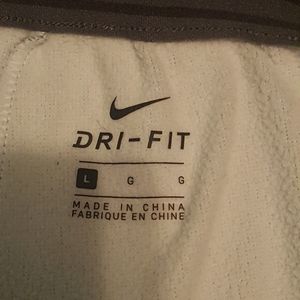 DRI-FIT
L G G
MADE IN CHINA
FABRIQUE EN CHINE